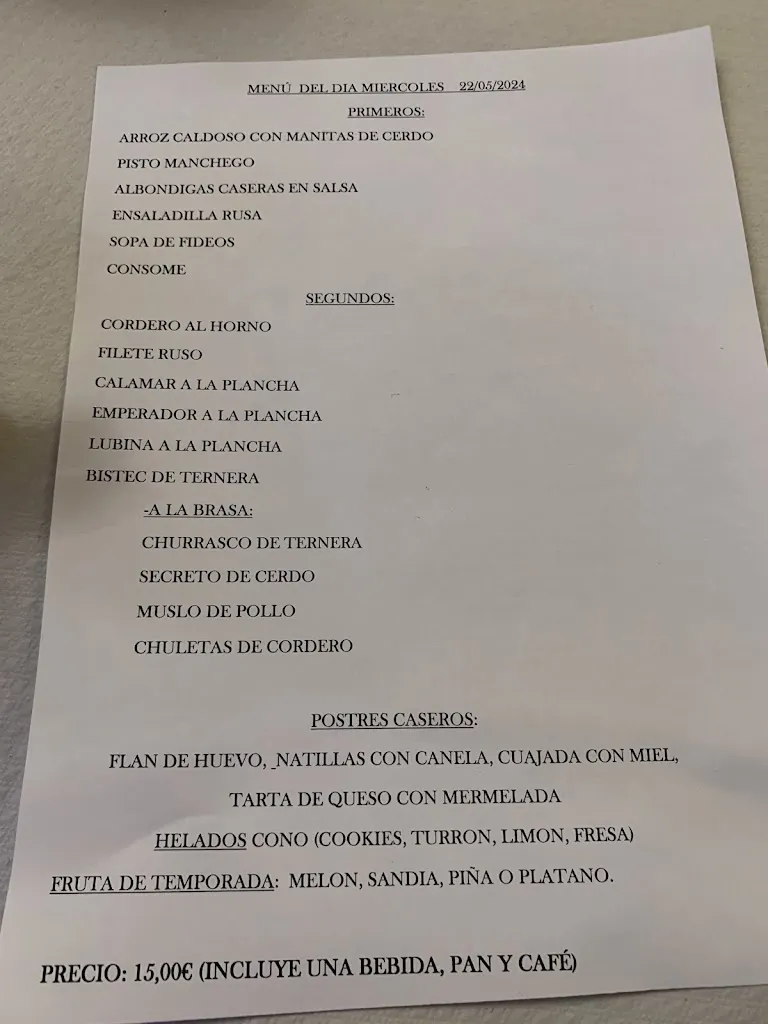 MENÚ DEL DIA MIERCOLES 22/05/2024
PRIMEROS:
ARROZ CALDOSO CON MANITAS DE CERDO
PISTO MANCHEGO
ALBONDIGAS CASERAS EN SALSA
ENSALADILLA RUSA
SOPA DE FIDEOS
CONSOME
SEGUNDOS:
CORDERO AL HORNO
FILETE RUSO
CALAMAR A LA PLANCHA
EMPERADOR A LA PLANCHA
LUBINA A LA PLANCHA
BISTEC DE TERNERA
-A LA BRASA:
CHURRASCO DE TERNERA
SECRETO DE CERDO
MUSLO DE POLLO
CHULETAS DE CORDERO
POSTRES CASEROS:
FLAN DE HUEVO, NATILLAS CON CANELA, CUAJADA CON MIEL,
TARTA DE QUESO CON MERMELADA
HELADOS CONO (COOKIES, TURRON, LIMON, FRESA)
FRUTA DE TEMPORADA: MELON, SANDIA, PIÑA O PLATANO.
PRECIO: 15,00€ (INCLUYE UNA BEBIDA, PAN Y CAFÉ)